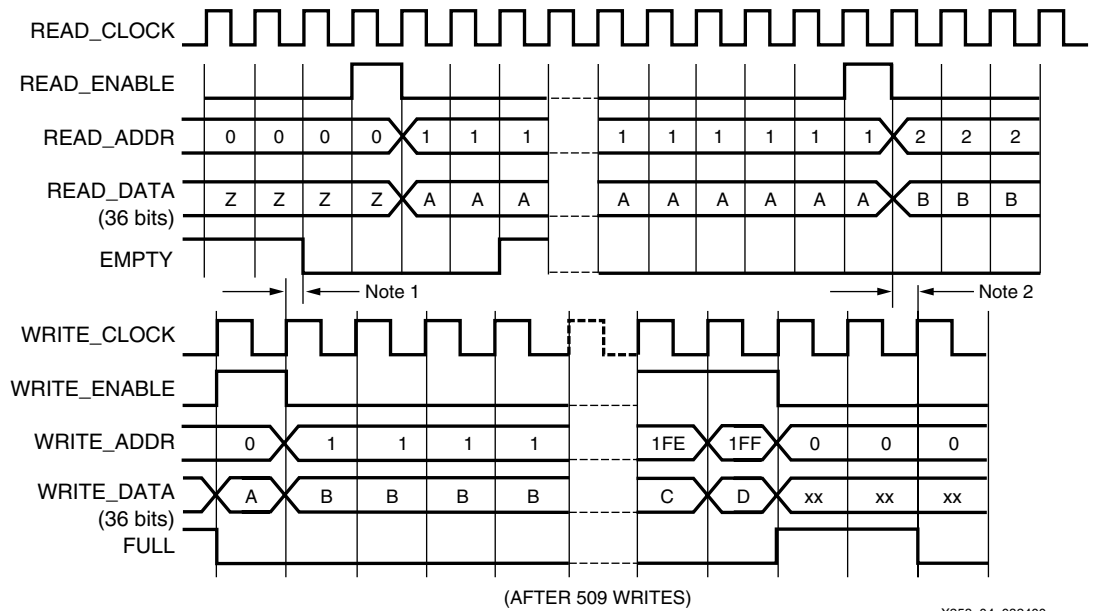 READ_CLOCK
READ_ENABLE
READ_ADDR 0 0 0 0 1 1 1 1 1 1 1 1 1 2 2 2
READ_DATA Z Z Z Z A A A A A A A A A B B B
(36 bits)
EMPTY
Note 1 Note 2
WRITE_CLOCK
WRITE_ENABLE
WRITE_ADDR 0 1 1 1 1 1FE 1FF 0 0 0
WRITE_DATA A B B B B C D xx xx xx
(36 bits)
FULL
(AFTER 509 WRITES)